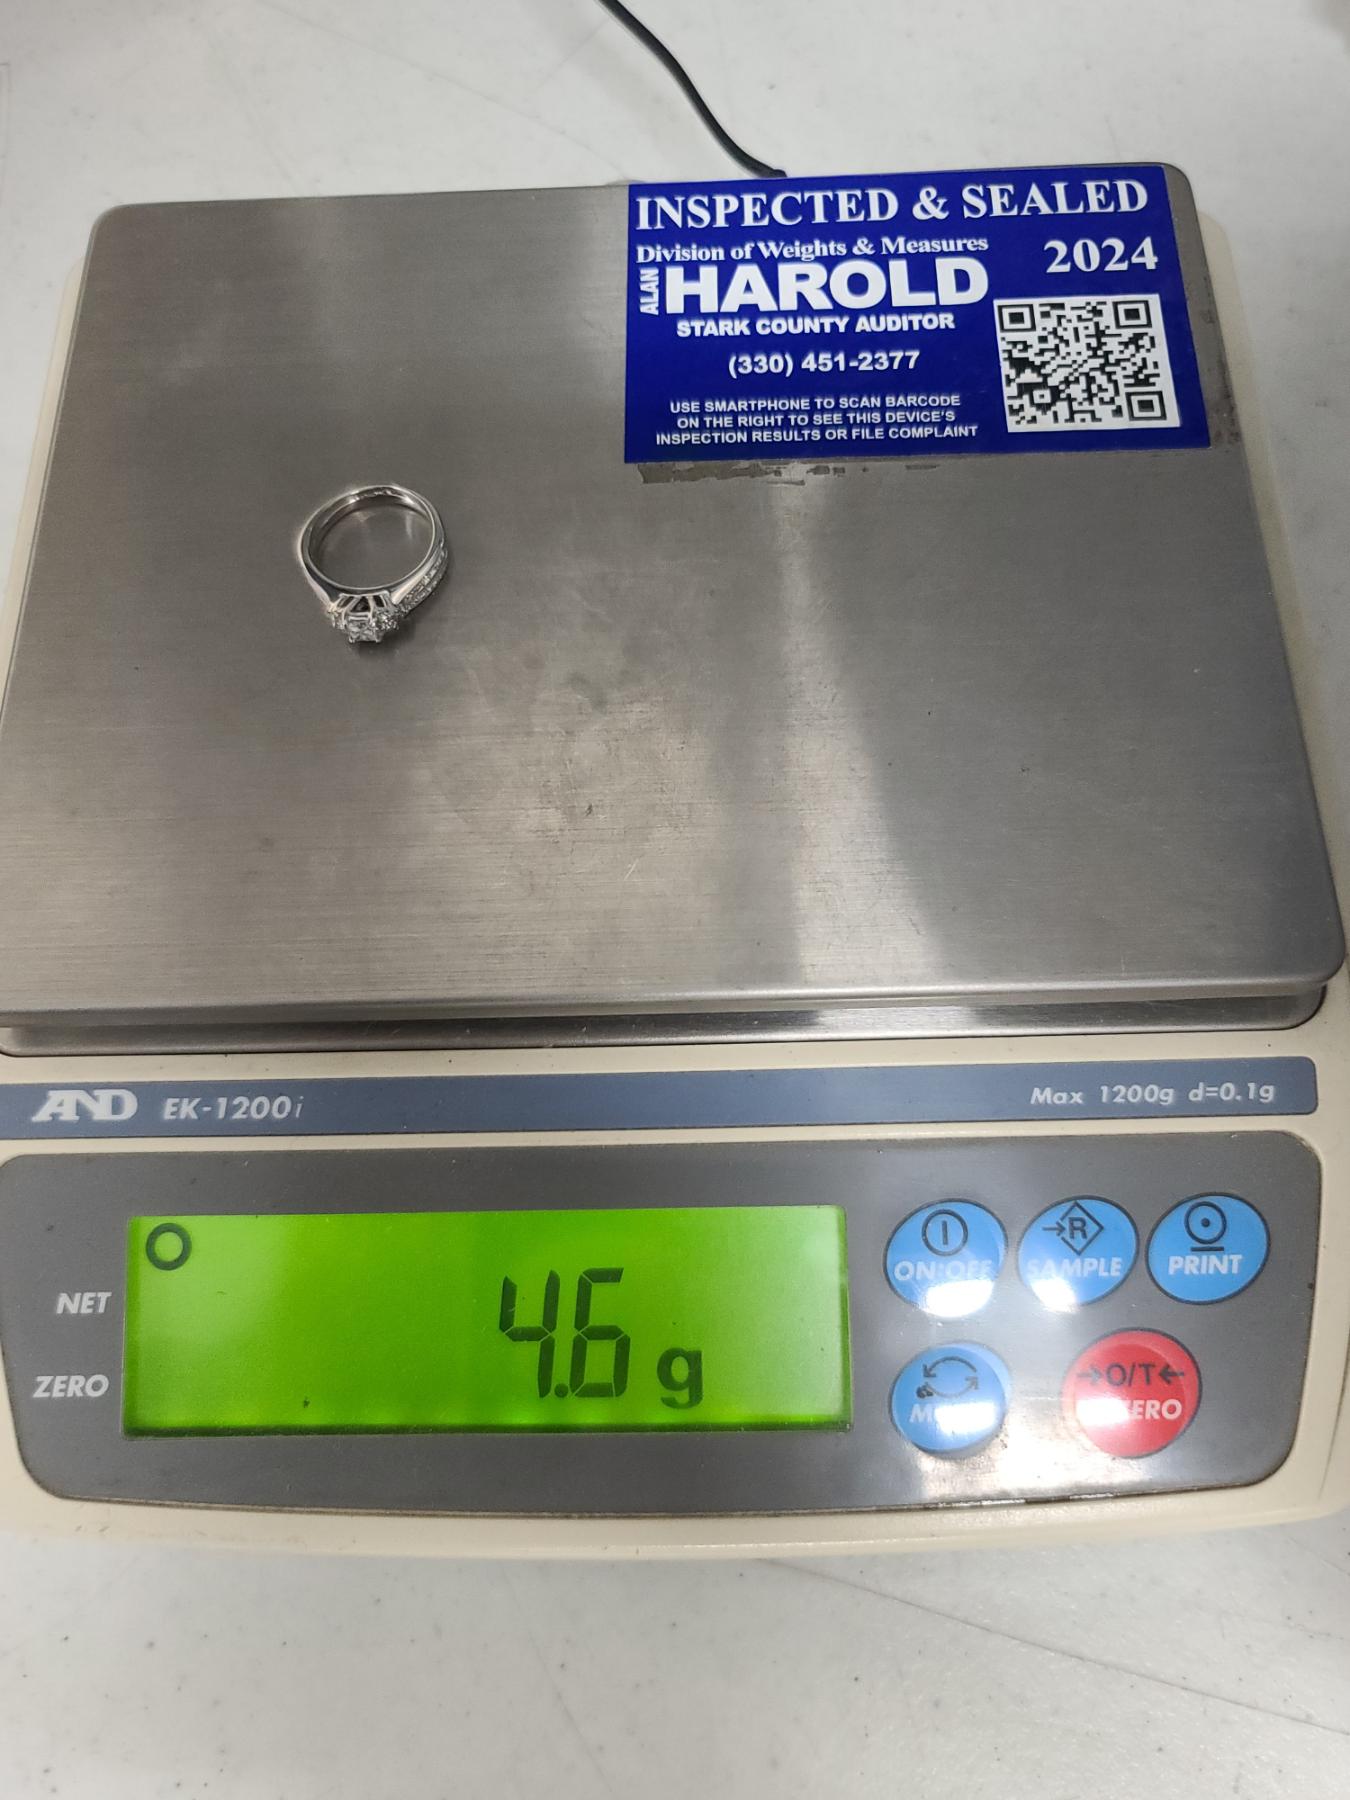 INSPECTED & SEALED
Division of Weights & Measures
2024
ALAN
HAROLD
STARK COUNTY AUDITOR
(330) 451-2377
USE SMARTPHONE TO SCAN BARCODE
ON THE RIGHT TO SEE THIS DEVICE'S
INSPECTION RESULTS OR FILE COMPLAINT
AND EK-1200i
Max 1200g d=0.1g
NET
ZERO
4.6 g
ON:OFF
R
SAMPLE
PRINT
→O/T←